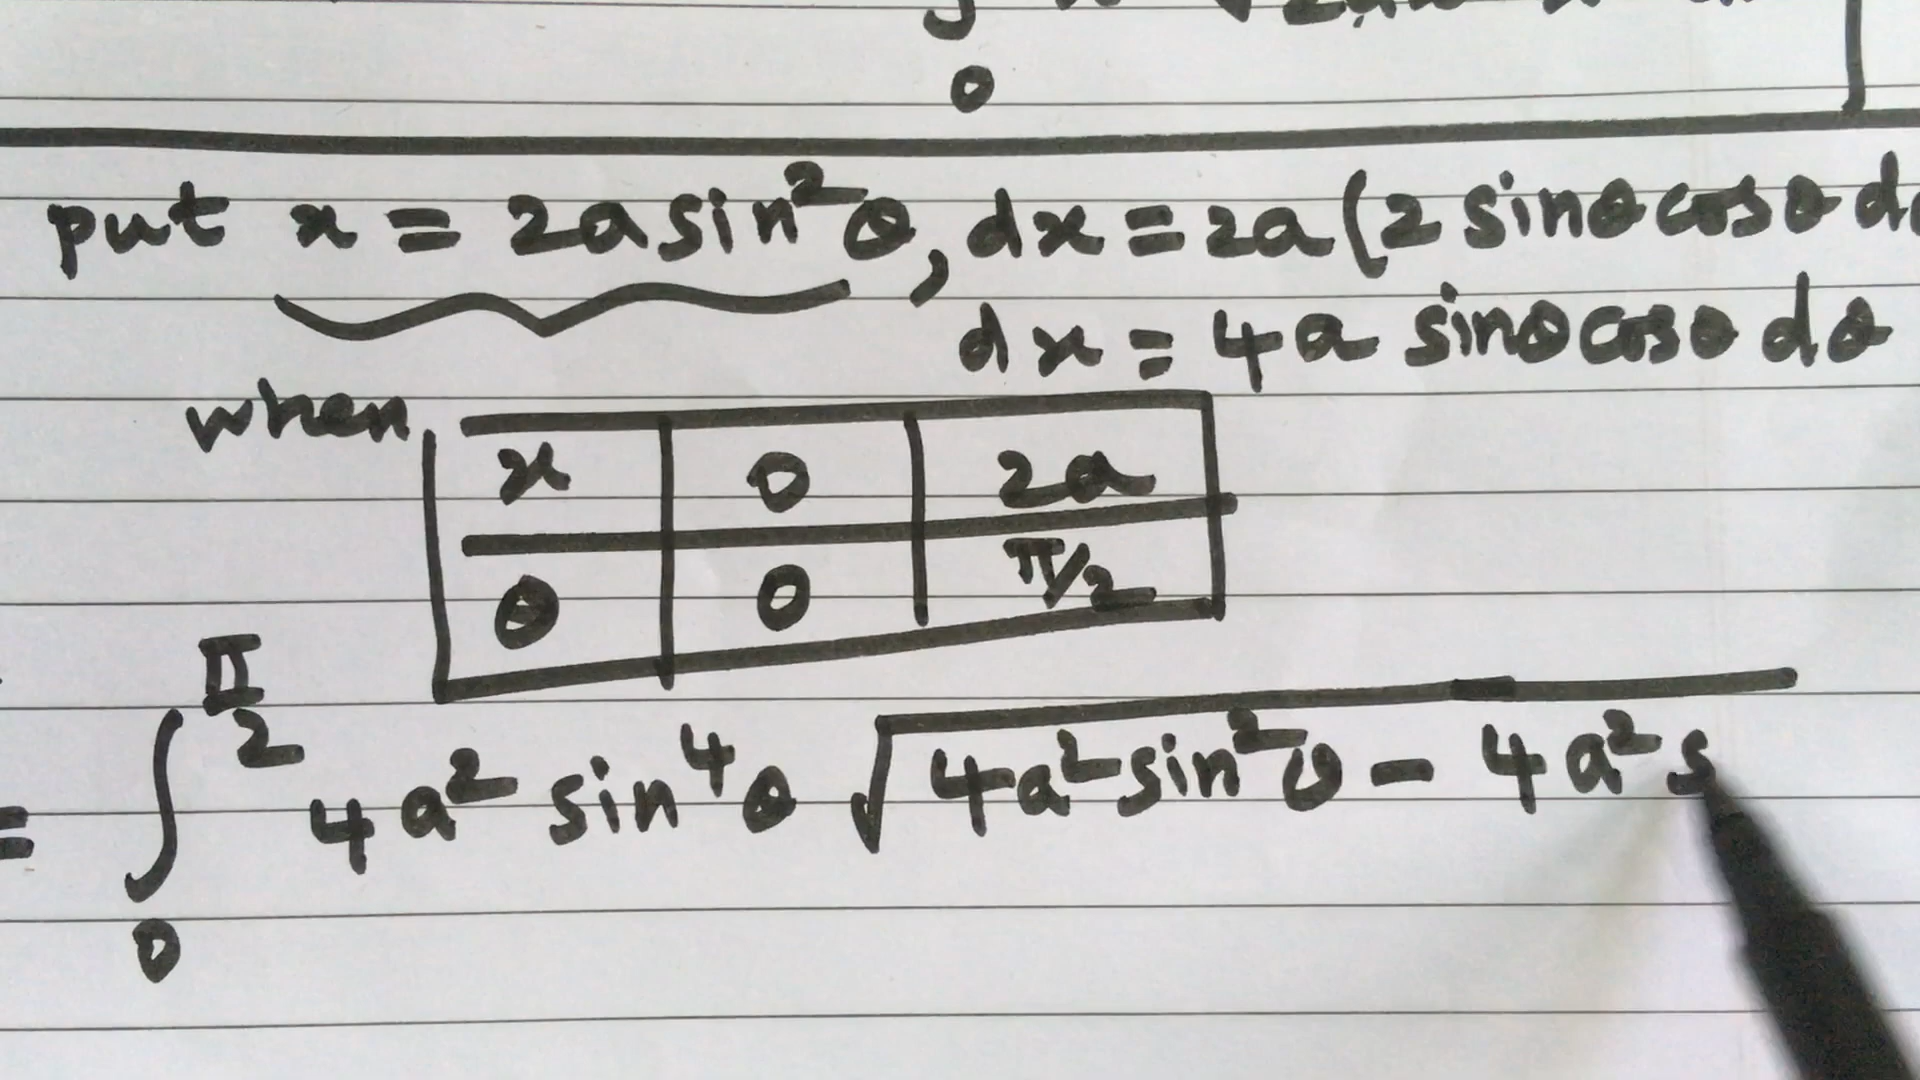 0
put x = 2a sin²θ, dx = 2a (2 sinθ cosθ d
dx = 4a sinθ cosθ dθ
when
x 0 2a
θ 0 π/2
= ∫ 0 π/2 4a² sin⁴θ √4a² sin²θ - 4a² s